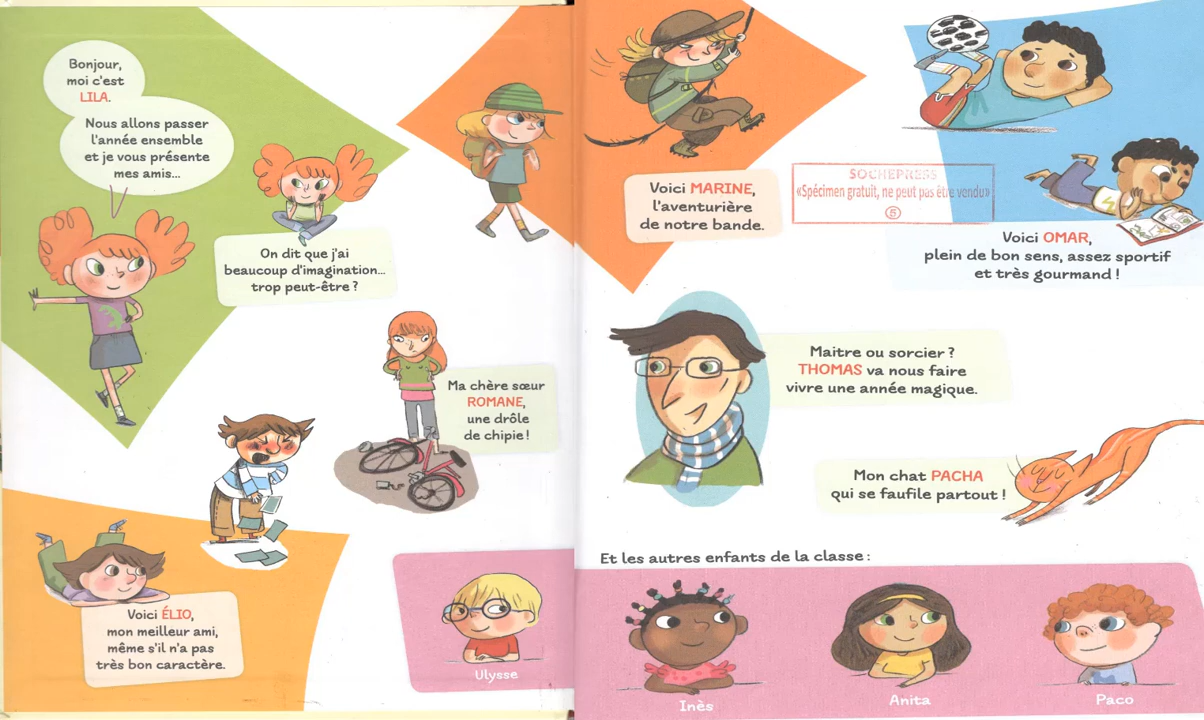 Bonjour,
moi c'est
LILA.
Nous allons passer
l'année ensemble
et je vous présente
mes amis...
On dit que j'ai
beaucoup d'imagination...
trop peut-être ?
Ma chère sœur
ROMANE,
une drôle
de chipie !
Voici ÉLIO,
mon meilleur ami,
même s'il n'a pas
très bon caractère.
Ulysse
Voici MARINE,
l'aventurière
de notre bande.
SOCHEPRESS
«Spécimen gratuit, ne peut pas être vendu»
5
Voici OMAR,
plein de bon sens, assez sportif
et très gourmand !
Maitre ou sorcier ?
THOMAS va nous faire
vivre une année magique.
Mon chat PACHA
qui se faufile partout !
Et les autres enfants de la classe :
Inès
Anita
Paco